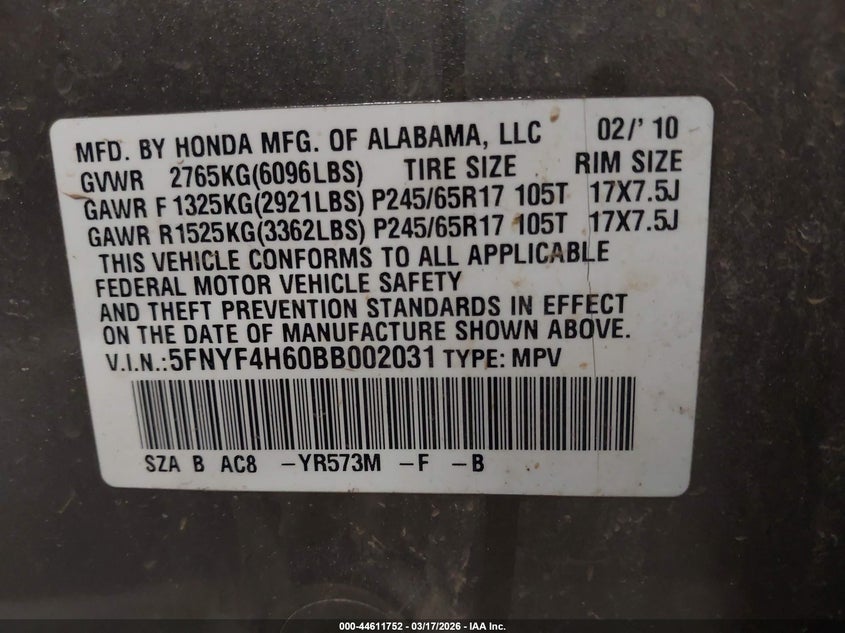 MFD. BY HONDA MFG. OF ALABAMA, LLC 02/' 10
GVWR 2765KG(6096LBS) TIRE SIZE RIM SIZE
GAWR F 1325KG(2921LBS) P245/65R17 105T 17X7.5J
GAWR R1525KG(3362LBS) P245/65R17 105T 17X7.5J
THIS VEHICLE CONFORMS TO ALL APPLICABLE
FEDERAL MOTOR VEHICLE SAFETY
AND THEFT PREVENTION STANDARDS IN EFFECT
ON THE DATE OF MANUFACTURE SHOWN ABOVE.
V.I.N.:5FNYF4H60BB002031 TYPE: MPV
SZA B AC8 -YR573M -F -B
000-44611752 — 03/17/2026 — IAA Inc.